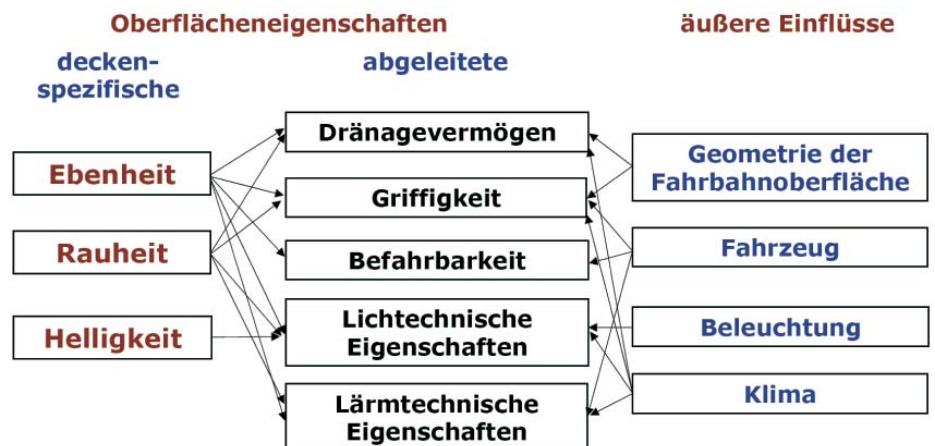 Oberflächeneigenschaften
äußere Einflüsse
decken-
spezifische
abgeleitete
Ebenheit
Rauheit
Helligkeit
Dränagevermögen
Griffigkeit
Befahrbarkeit
Lichtechnische
Eigenschaften
Lärmtechnische
Eigenschaften
Geometrie der
Fahrbahnoberfläche
Fahrzeug
Beleuchtung
Klima